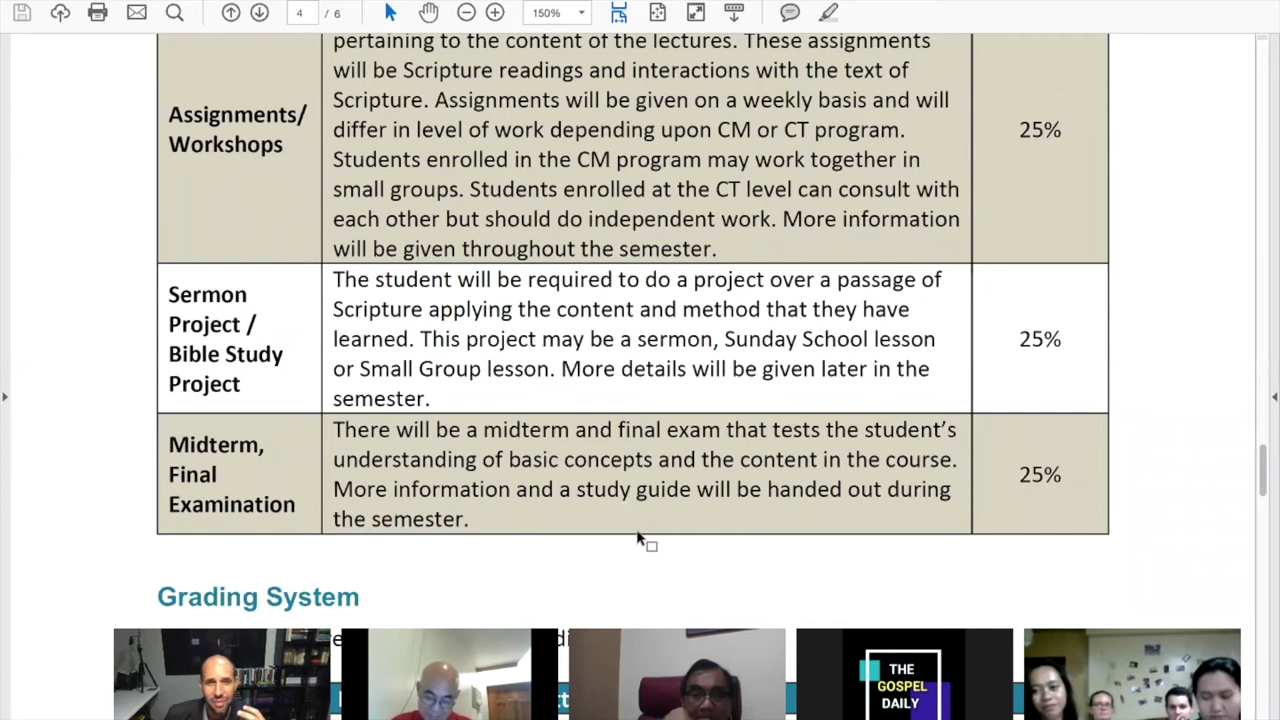 4 / 6
150%
pertaining to the content of the lectures. These assignments
will be Scripture readings and interactions with the text of
Scripture. Assignments will be given on a weekly basis and will
differ in level of work depending upon CM or CT program.
Students enrolled in the CM program may work together in
small groups. Students enrolled at the CT level can consult with
each other but should do independent work. More information
will be given throughout the semester.
Assignments/
Workshops
25%
The student will be required to do a project over a passage of
Scripture applying the content and method that they have
learned. This project may be a sermon, Sunday School lesson
or Small Group lesson. More details will be given later in the
semester.
Sermon
Project /
Bible Study
Project
25%
There will be a midterm and final exam that tests the student’s
understanding of basic concepts and the content in the course.
More information and a study guide will be handed out during
the semester.
Midterm,
Final
Examination
25%
Grading System
THE
GOSPEL
DAILY